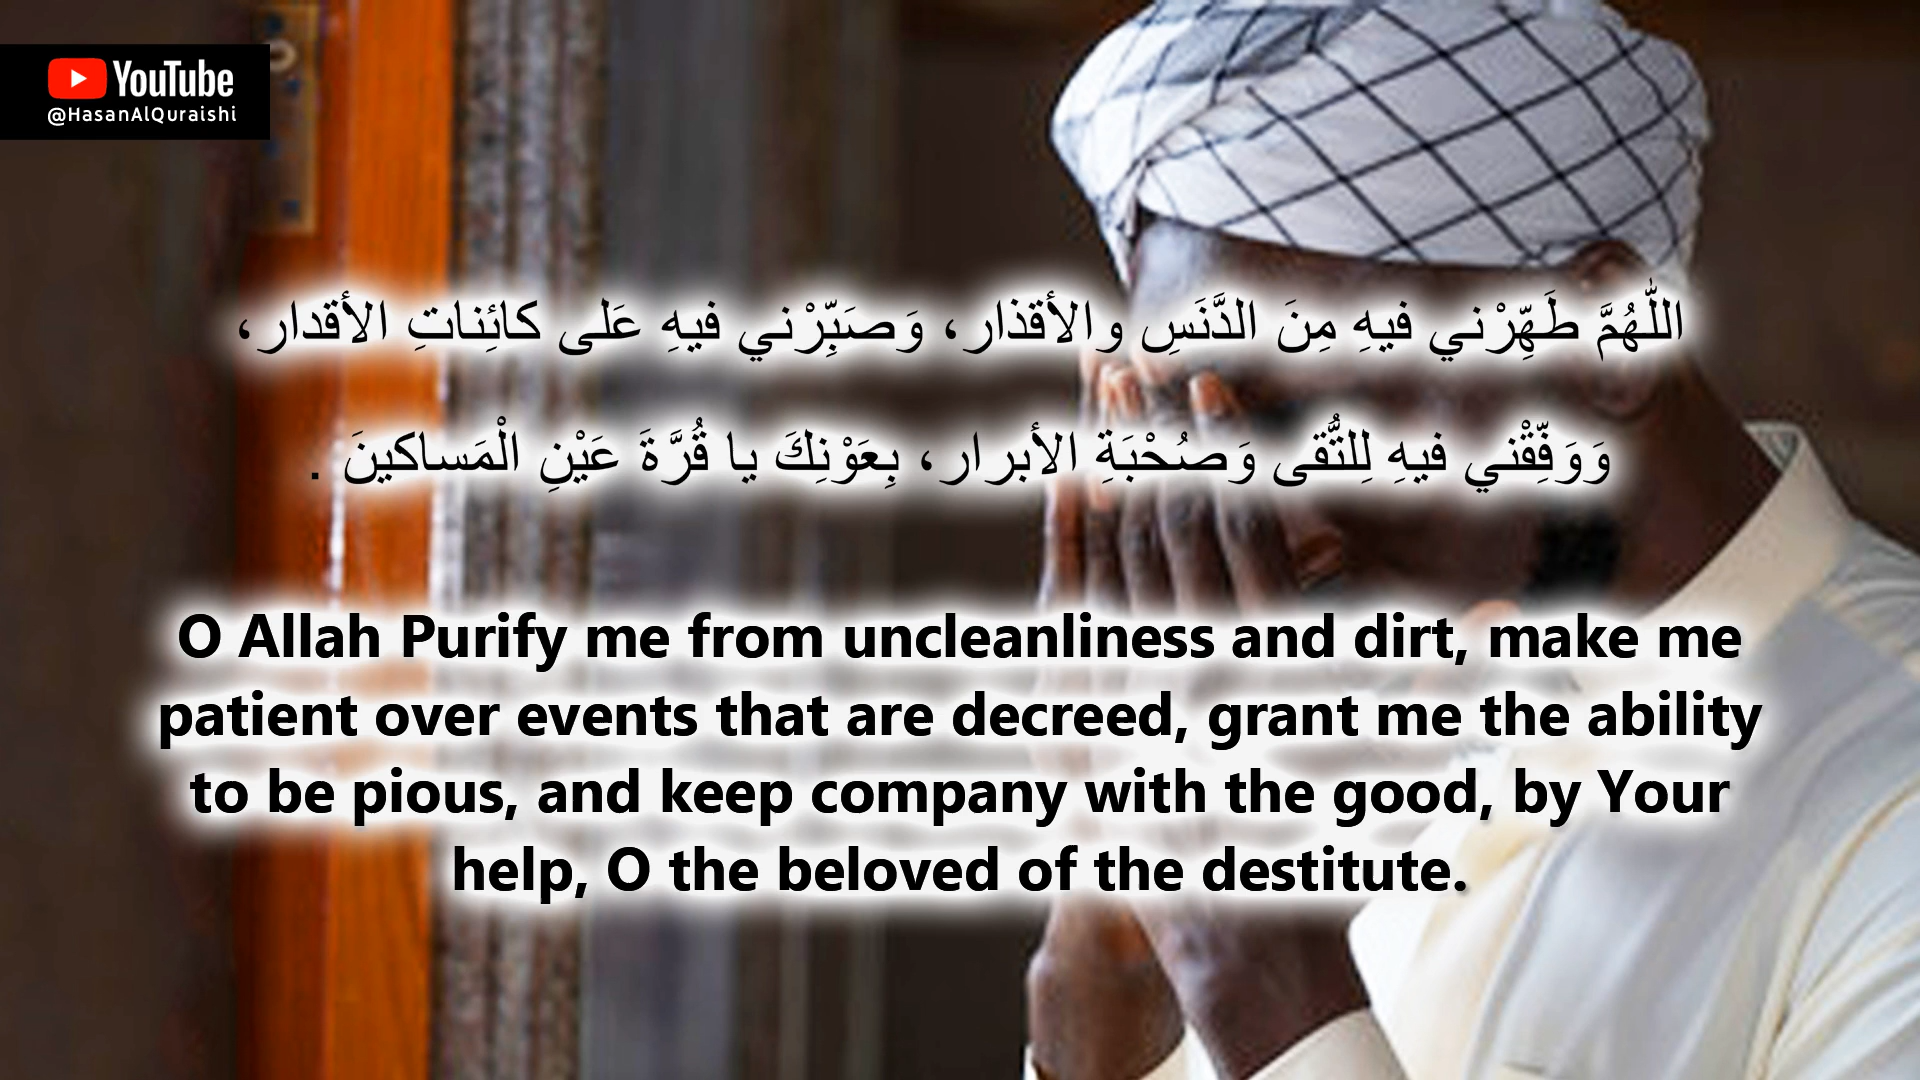 YouTube
@HasanAlQuraishi
اللّهُمَّ طَهِّرْني فيهِ مِنَ الدَّنَسِ والأقذار، وَصَبِّرْني فيهِ عَلى كائِناتِ الأقدار،
وَوَفِّقْني فيهِ لِلتُّقى وَصُحْبَةِ الأبرار، بِعَوْنِكَ يا قُرَّةَ عَيْنِ الْمَساكينَ .
O Allah Purify me from uncleanliness and dirt, make me
patient over events that are decreed, grant me the ability
to be pious, and keep company with the good, by Your
help, O the beloved of the destitute.